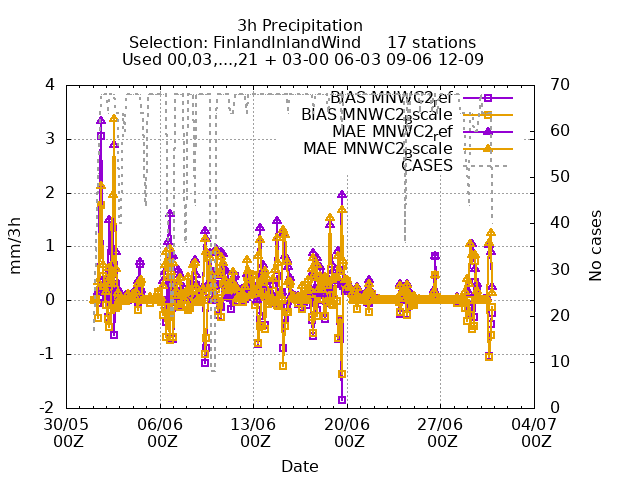 3h Precipitation
Selection: FinlandInlandWind 17 stations
Used 00,03,...,21 + 03-00 06-03 09-06 12-09
4 70
BIAS MNWC2_ref
BIAS MNWC2_3scale
MAE MNWC2_ref
MAE MNWC2_3scale
CASES
3 60
2 50
1 40
0 30
-1 20
-2 10
0
mm/3h
No cases
30/05 06/06 13/06 20/06 27/06 04/07
00Z 00Z 00Z 00Z 00Z 00Z
Date